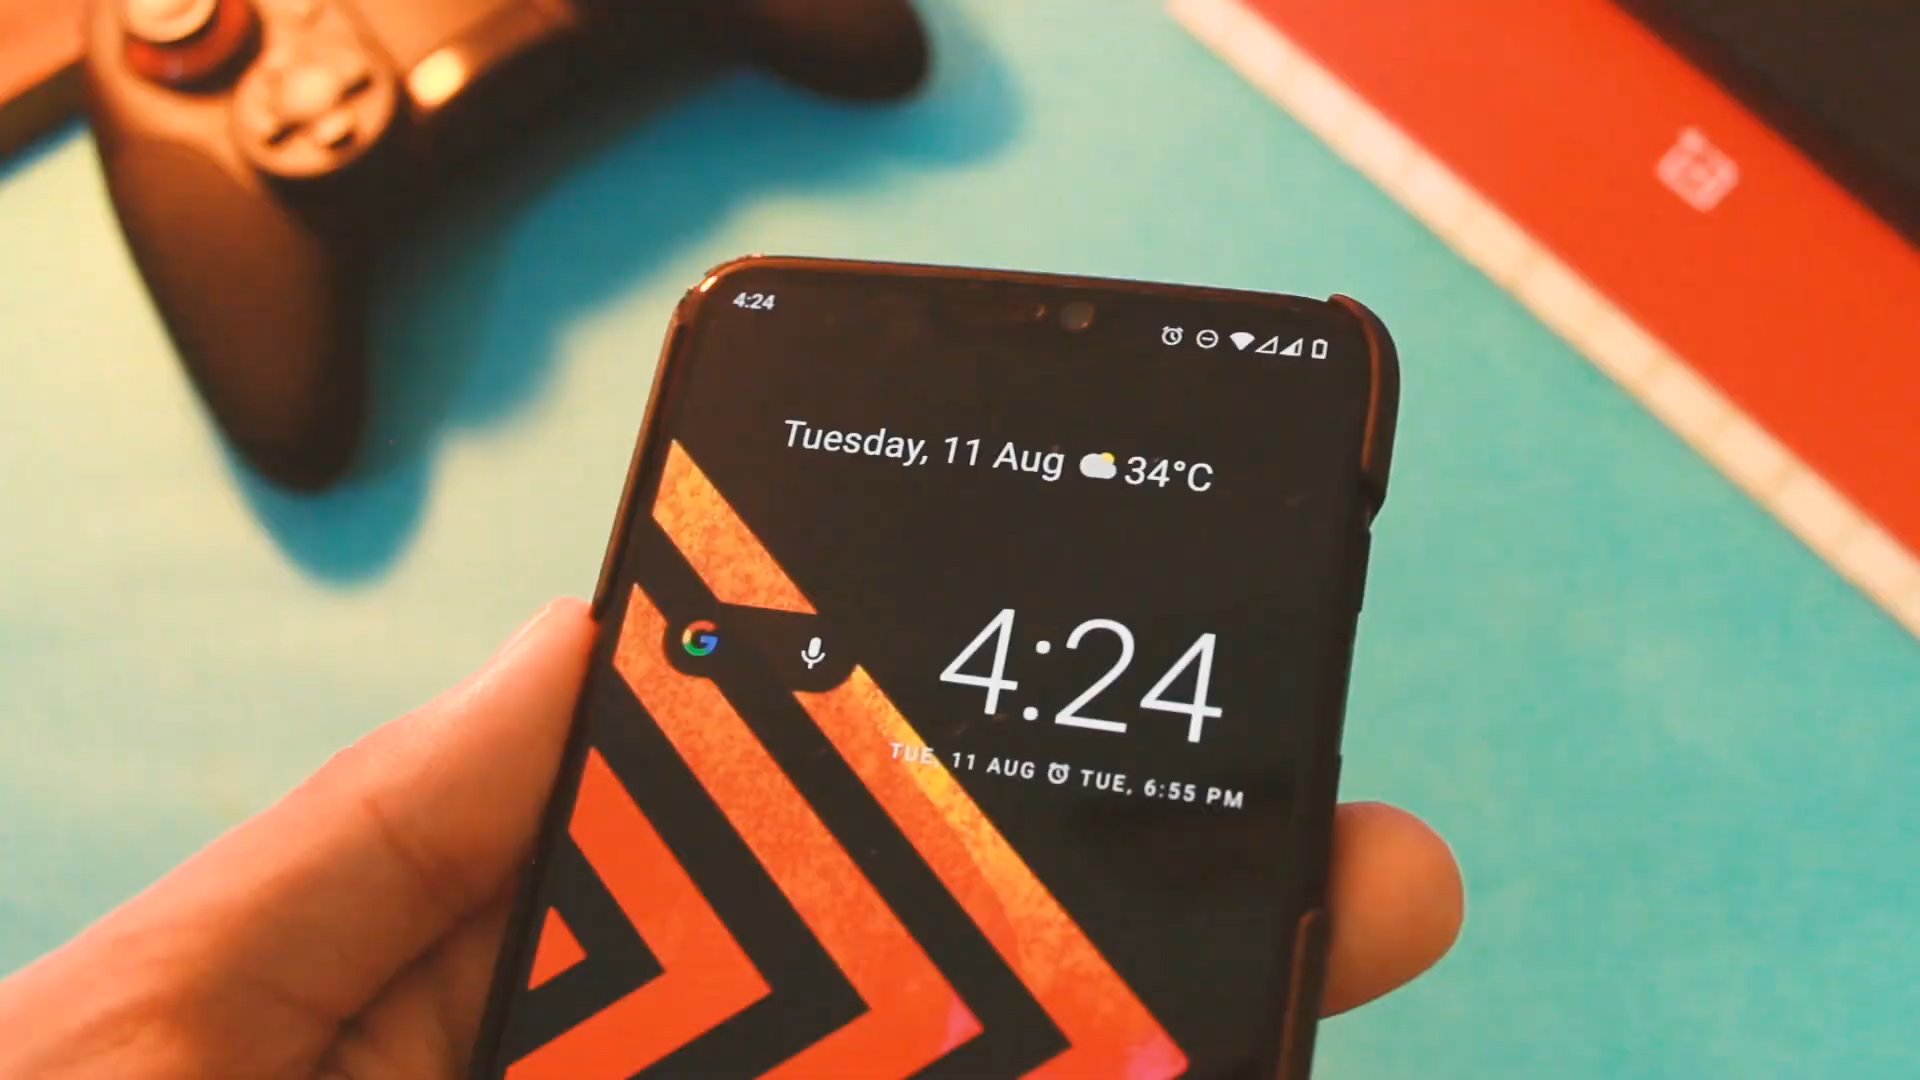 4:24
Tuesday, 11 Aug 34°C
G
4:24
TUE, 11 AUG TUE, 6:55 PM